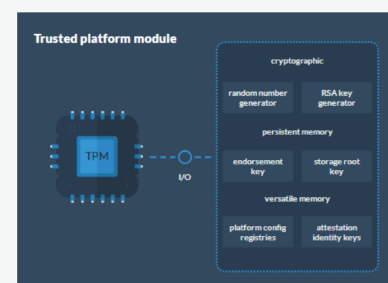 Trusted platform module
TPM
I/O
cryptographic
random number
generator
RSA key
generator
persistent memory
endorsement
key
storage root
key
versatile memory
platform config
registries
attestation
identity keys